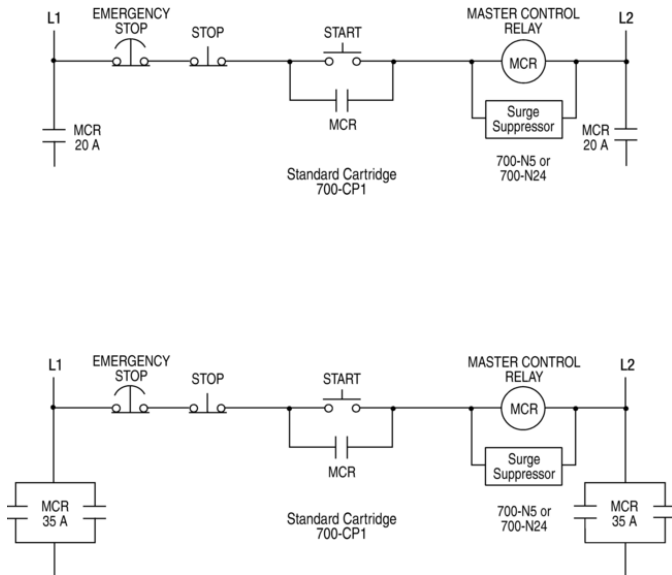 L1
EMERGENCY
STOP
STOP
START
MASTER CONTROL
RELAY
L2
MCR
MCR
20 A
MCR
Surge
Suppressor
MCR
20 A
Standard Cartridge
700-CP1
700-N5 or
700-N24
L1
EMERGENCY
STOP
STOP
START
MASTER CONTROL
RELAY
L2
MCR
MCR
Surge
Suppressor
MCR
35 A
Standard Cartridge
700-CP1
700-N5 or
700-N24
MCR
35 A